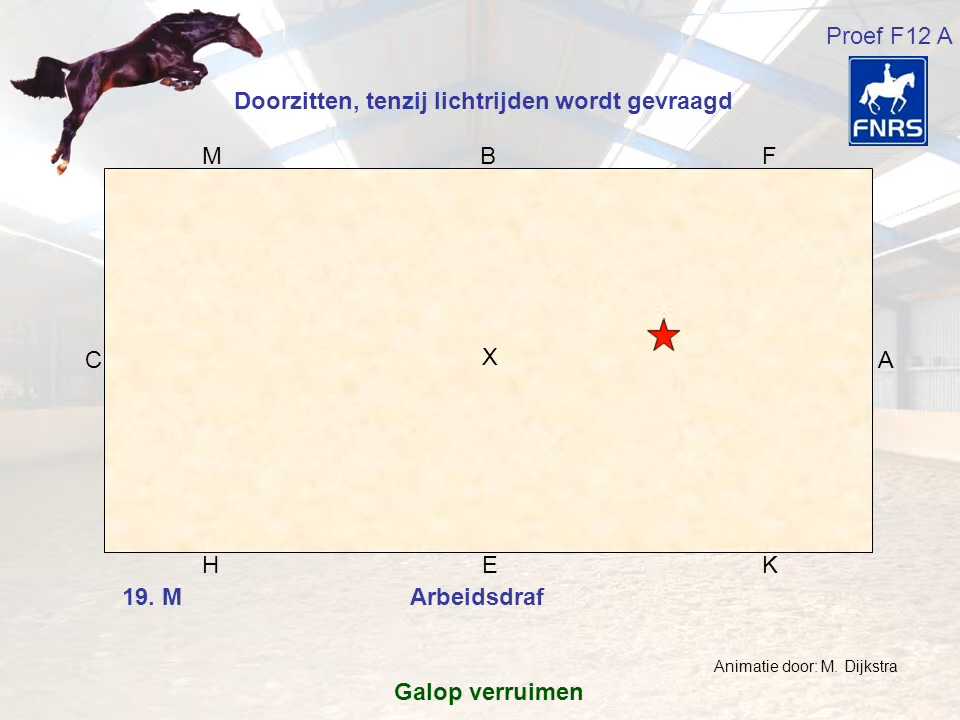 Proef F12 A
FNRS
Doorzitten, tenzij lichtrijden wordt gevraagd
M B F
C X A
H E K
19. M Arbeidsdraf
Animatie door: M. Dijkstra
Galop verruimen